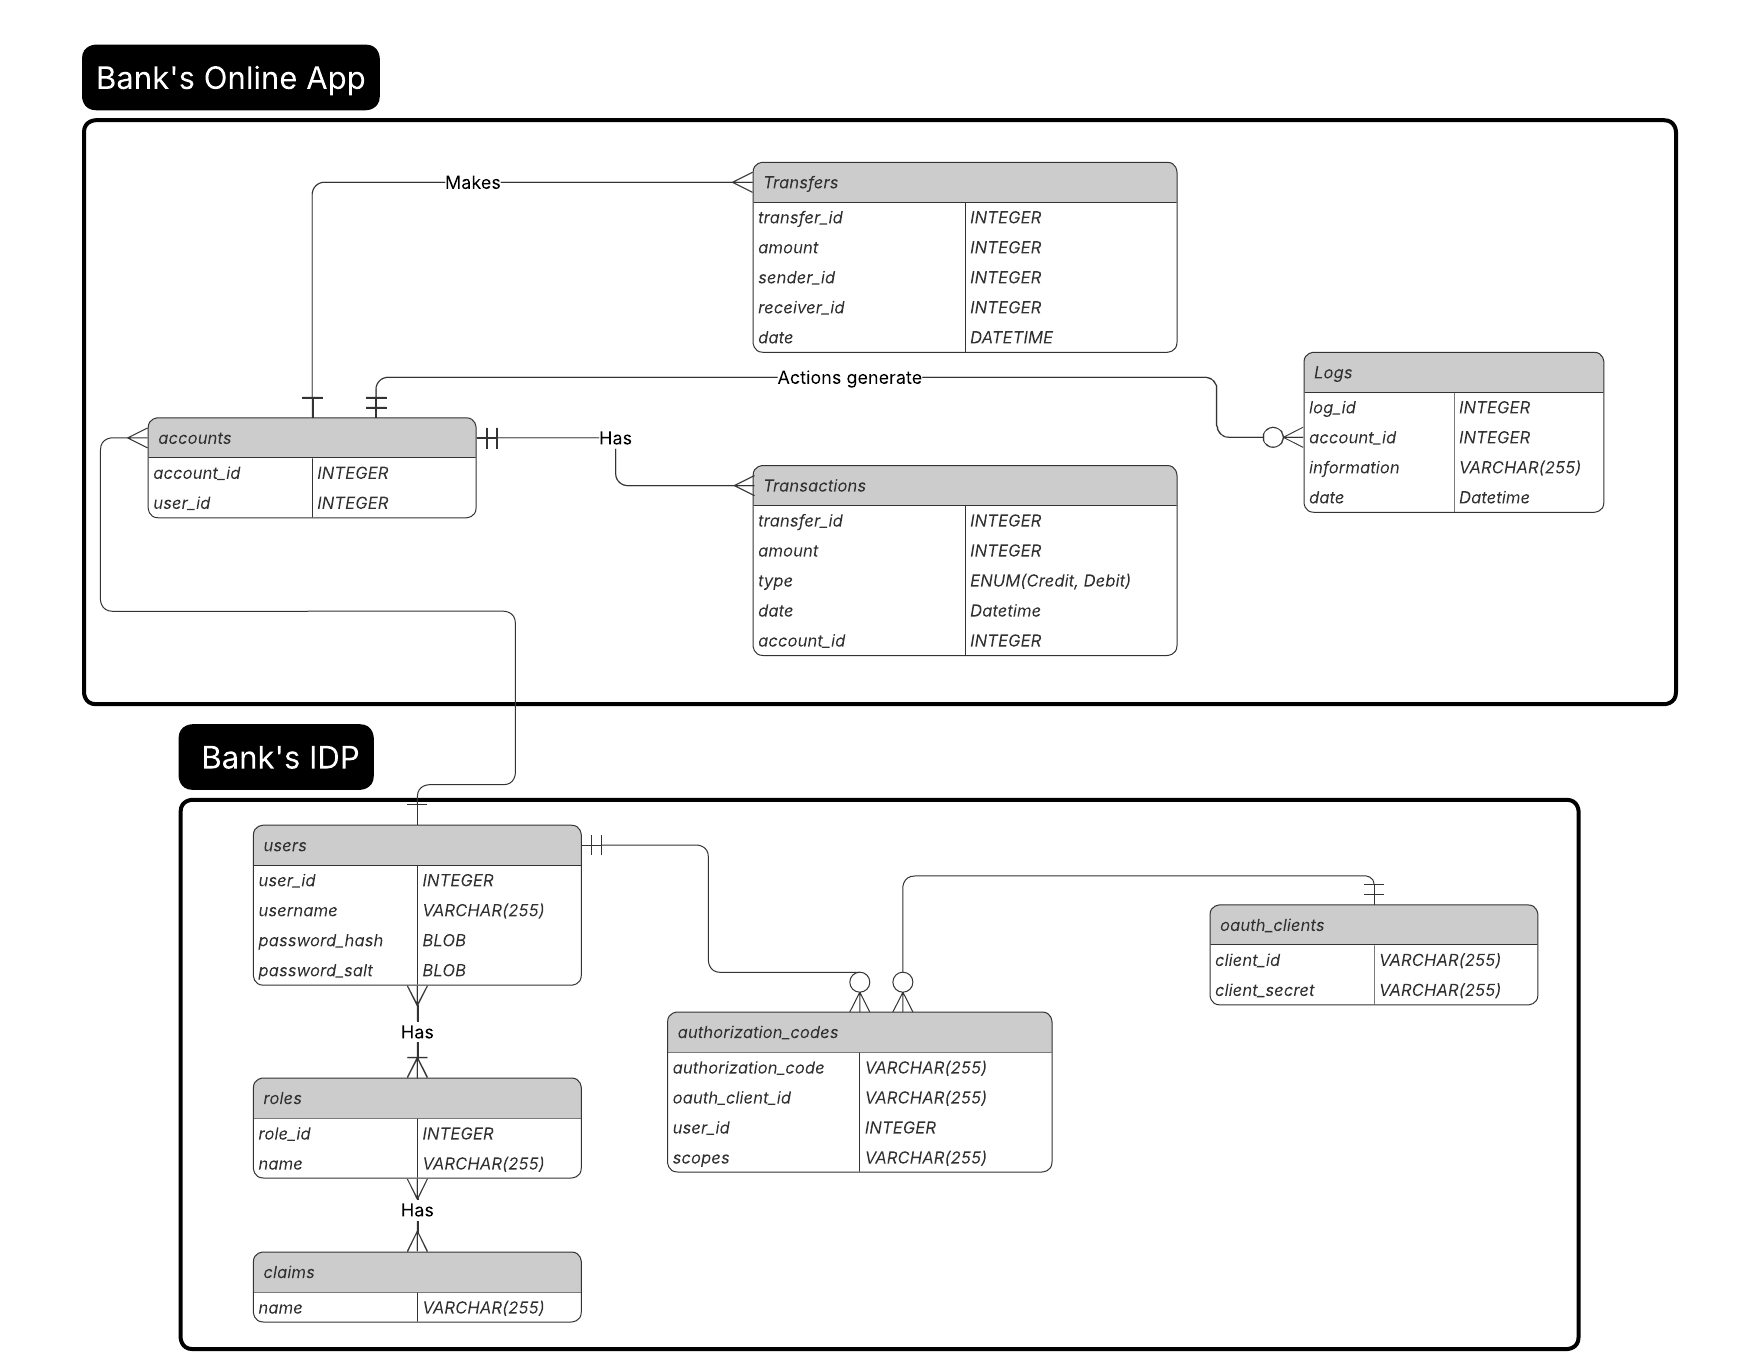 Bank's Online App
Makes
Transfers
transfer_id INTEGER
amount INTEGER
sender_id INTEGER
receiver_id INTEGER
date DATETIME
Actions generate
Logs
log_id INTEGER
account_id INTEGER
information VARCHAR(255)
date Datetime
accounts
account_id INTEGER
user_id INTEGER
Has
Transactions
transfer_id INTEGER
amount INTEGER
type ENUM(Credit, Debit)
date Datetime
account_id INTEGER
Bank's IDP
users
user_id INTEGER
username VARCHAR(255)
password_hash BLOB
password_salt BLOB
Has
roles
role_id INTEGER
name VARCHAR(255)
Has
claims
name VARCHAR(255)
authorization_codes
authorization_code VARCHAR(255)
oauth_client_id VARCHAR(255)
user_id INTEGER
scopes VARCHAR(255)
oauth_clients
client_id VARCHAR(255)
client_secret VARCHAR(255)